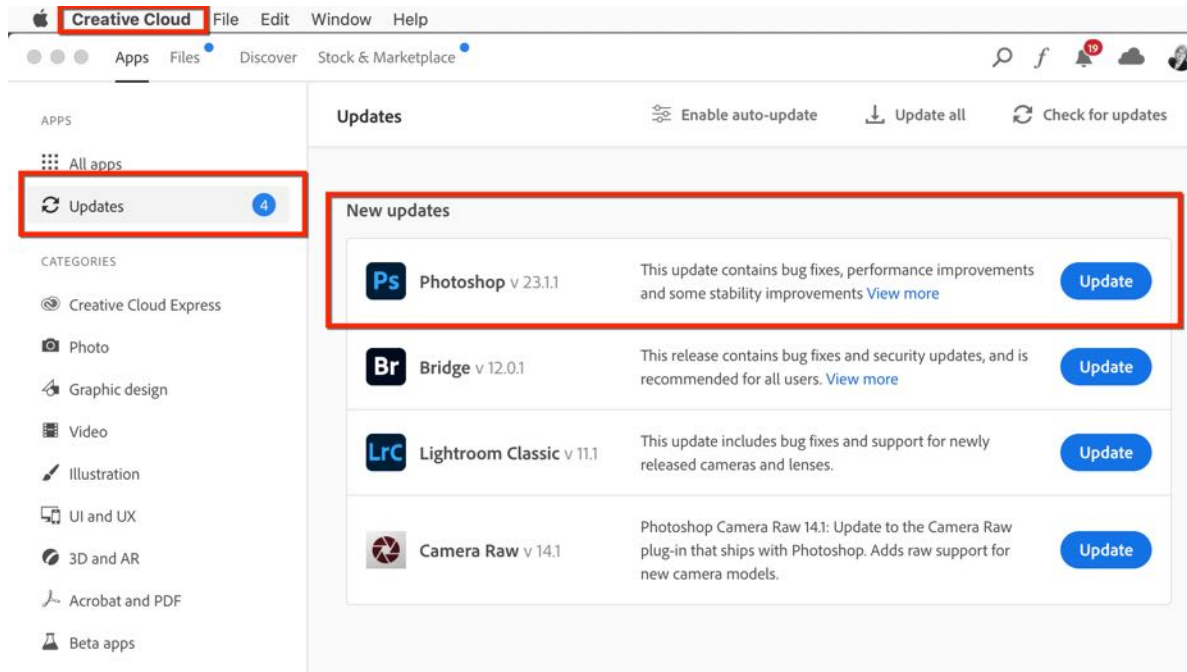 Creative Cloud File Edit Window Help
Apps Files Discover Stock & Marketplace f 19
APPS
All apps
Updates 4
CATEGORIES
Creative Cloud Express
Photo
Graphic design
Video
Illustration
UI and UX
3D and AR
Acrobat and PDF
Beta apps
Updates Enable auto-update Update all Check for updates
New updates
Ps Photoshop v 23.1.1
This update contains bug fixes, performance improvements
and some stability improvements View more
Update
Br Bridge v 12.0.1
This release contains bug fixes and security updates, and is
recommended for all users. View more
Update
LrC Lightroom Classic v 11.1
This update includes bug fixes and support for newly
released cameras and lenses.
Update
Camera Raw v 14.1
Photoshop Camera Raw 14.1: Update to the Camera Raw
plug-in that ships with Photoshop. Adds raw support for
new camera models.
Update